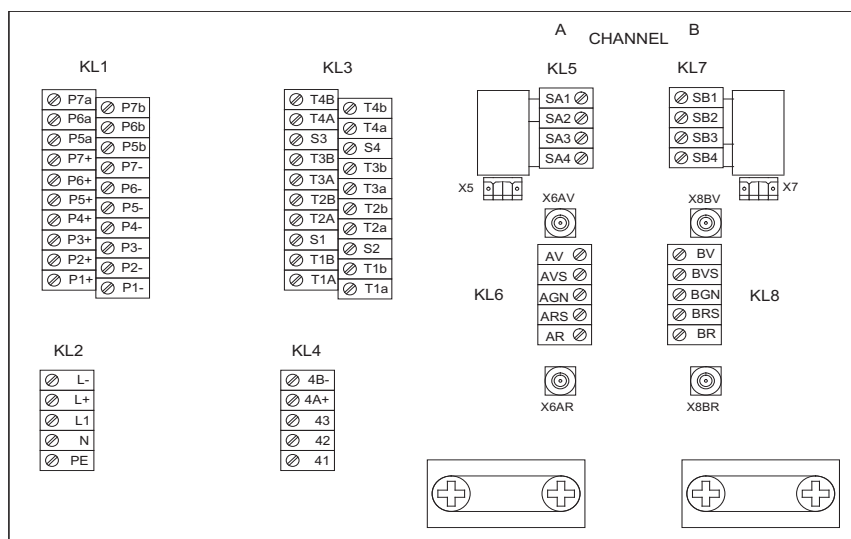 A B
CHANNEL
KL1 KL3 KL5 KL7
P7a P7b
P6a P6b
P5a P5b
P7+ P7-
P6+ P6-
P5+ P5-
P4+ P4-
P3+ P3-
P2+ P2-
P1+ P1-
T4B T4b
T4A T4a
S3 S4
T3B T3b
T3A T3a
T2B T2b
T2A T2a
S1 S2
T1B T1b
T1A T1a
SA1
SA2
SA3
SA4
SB1
SB2
SB3
SB4
X5 X7
X6AV X8BV
KL6
AV
AVS
AGN
ARS
AR
KL8
BV
BVS
BGN
BRS
BR
X6AR X8BR
KL2
L-
L+
L1
N
PE
KL4
4B-
4A+
43
42
41